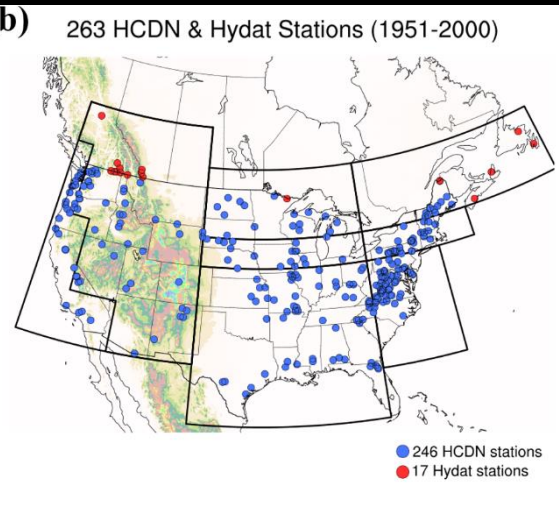 b)
263 HCDN & Hydat Stations (1951-2000)
246 HCDN stations
17 Hydat stations